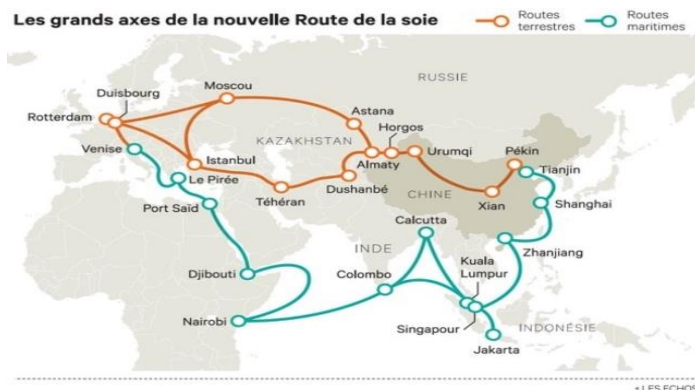 Les grands axes de la nouvelle Route de la soie
Routes
terrestres
Routes
maritimes
RUSSIE
Moscou
Duisbourg
Rotterdam
Astana
Horgos
KAZAKHSTAN
Venise
Istanbul
Almaty
Urumqi
Pékin
Tianjin
Le Pirée
Téhéran
Dushanbé
CHINE
Xian
Shanghai
Port Saïd
Calcutta
INDE
Zhanjiang
Djibouti
Colombo
Kuala
Lumpur
Nairobi
Singapour
INDONÉSIE
Jakarta
• LES ECHOS